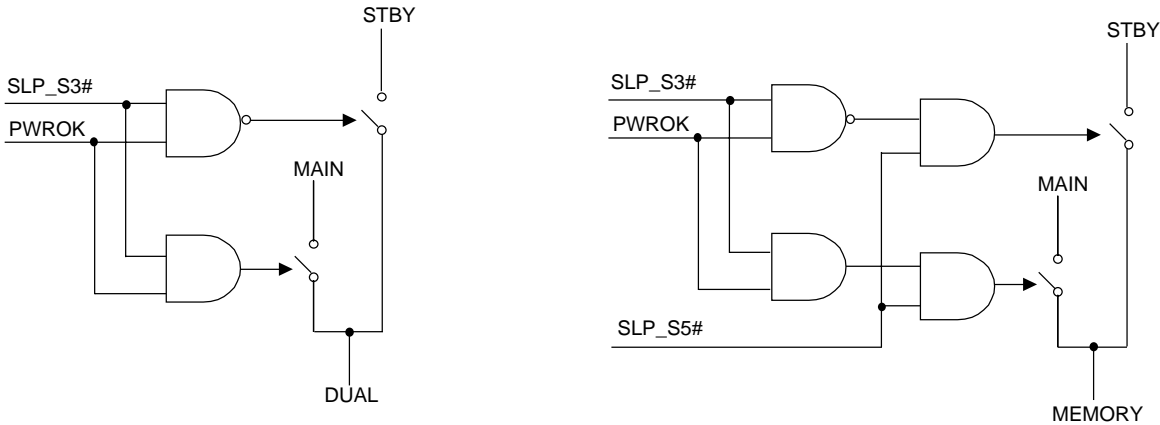 STBY
SLP_S3#
PWROK
MAIN
DUAL
STBY
SLP_S3#
PWROK
MAIN
SLP_S5#
MEMORY